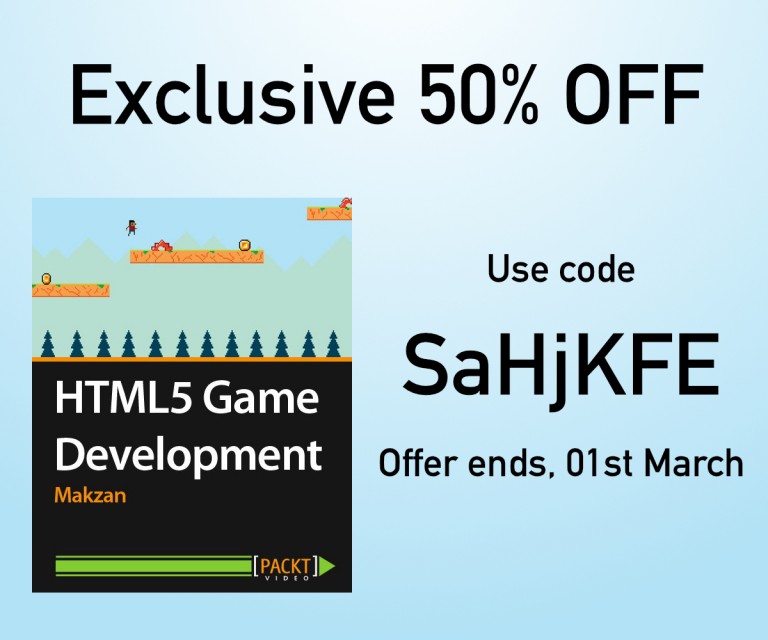 Exclusive 50% OFF
HTML5 Game
Development
Makzan
[PACKT]
VIDEO
Use code
SaHjKFE
Offer ends, 01st March